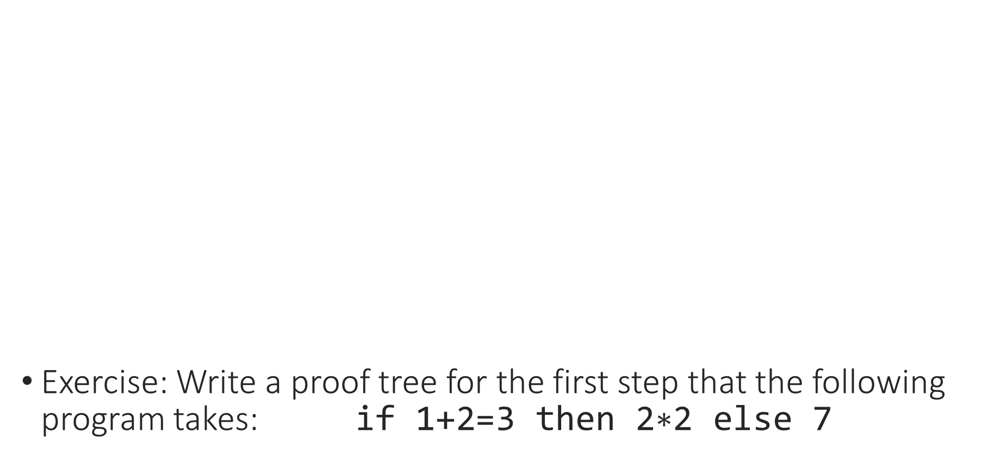 • Exercise: Write a proof tree for the first step that the following
program takes: if 1+2=3 then 2*2 else 7